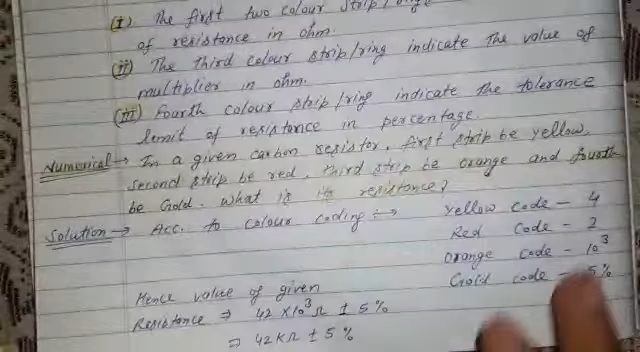 (i) The first two colour strip/
of resistance in ohm.
(ii) The third colour strip/ring indicate the value of
multiplier in ohm.
(iii) Fourth colour strip/ring indicate the tolerance
limit of resistance in percentage.
Numerical → In a given carbon resister, first strip be yellow,
second strip be red, third strip be orange and fourth
be Gold. What is its resistance?
Solution → Acc. to colour coding :→ Yellow code - 4
Red code - 2
Orange code - 10³
Gold code - 5%
Hence value of given
Resistance ⇒ 42 × 10³ Ω ± 5 %
⇒ 42 KΩ ± 5 %